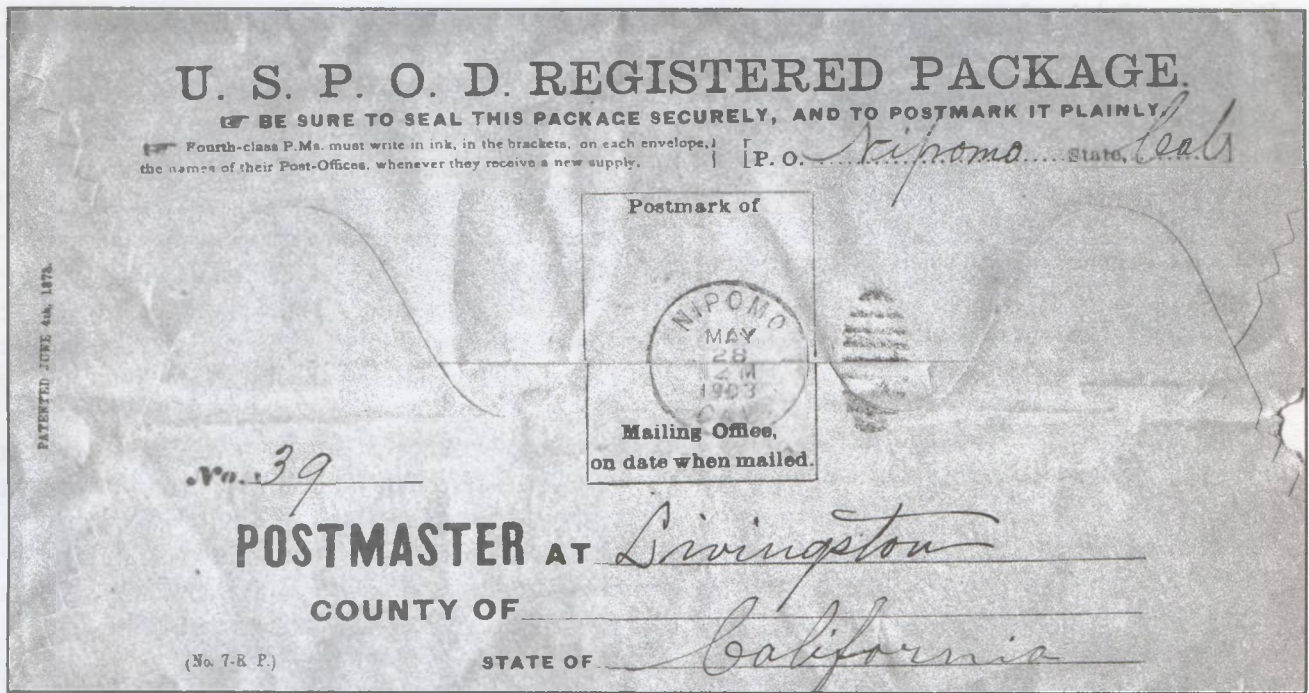 U. S. P. O. D. REGISTERED PACKAGE.
☞ BE SURE TO SEAL THIS PACKAGE SECURELY, AND TO POSTMARK IT PLAINLY.
☞ Fourth-class P.Ms. must write in ink, in the brackets, on each envelope,
the names of their Post-Offices, whenever they receive a new supply.
[P. O. Nipomo State, Cal]
Postmark of
NIPOMO
MAY
28
12 M
1903
CAL.
Mailing Office,
on date when mailed.
PATENTED JUNE 4th, 1878.
No. 39
POSTMASTER AT Livingston
COUNTY OF
STATE OF California
(No. 7-R P.)